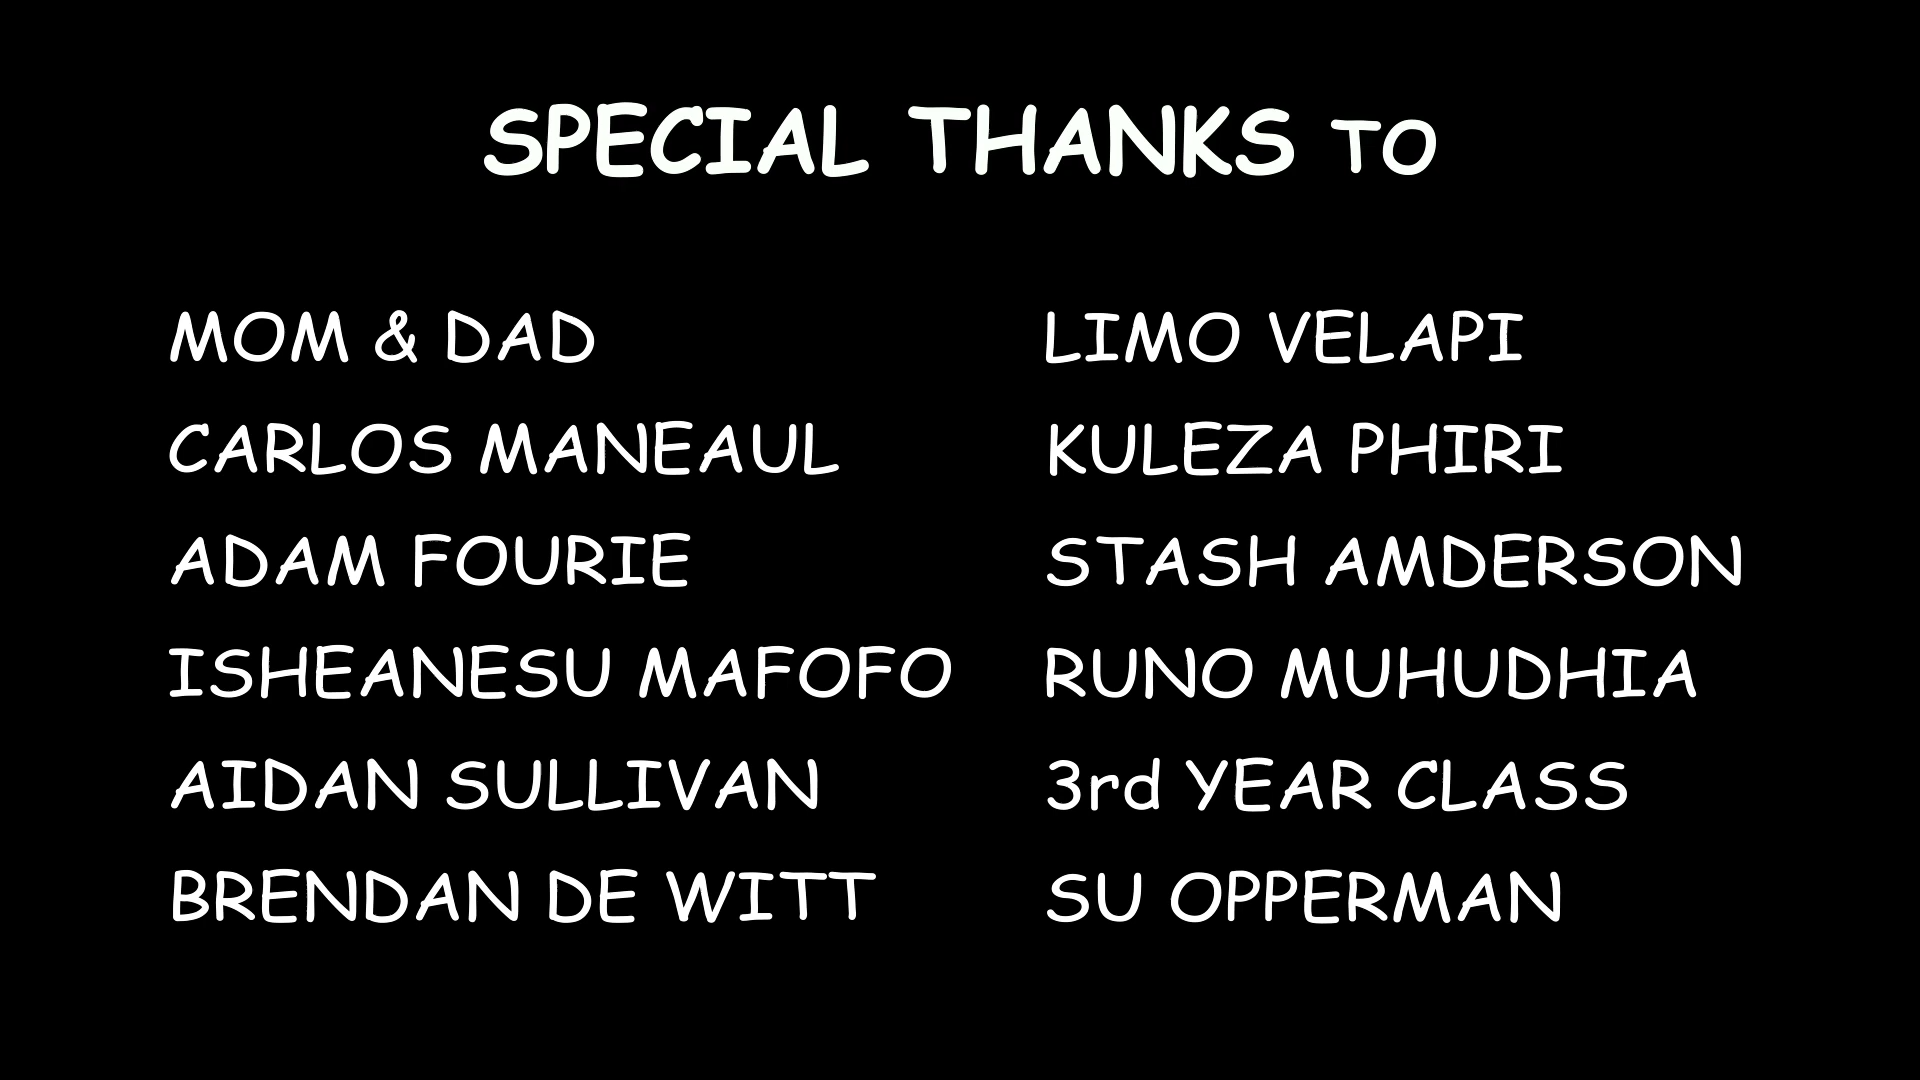 SPECIAL THANKS TO
MOM & DAD
CARLOS MANEAUL
ADAM FOURIE
ISHEANESU MAFOFO
AIDAN SULLIVAN
BRENDAN DE WITT
LIMO VELAPI
KULEZA PHIRI
STASH AMDERSON
RUNO MUHUDHIA
3rd YEAR CLASS
SU OPPERMAN